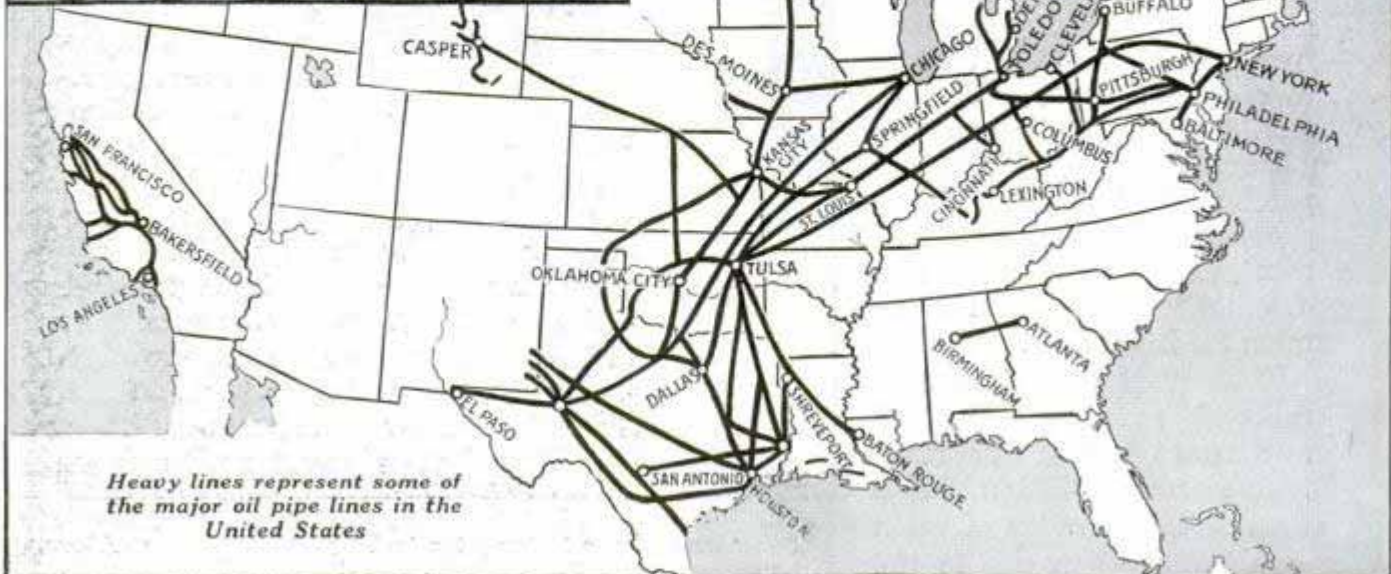 BUFFALO
TOLEDO
CLEVEL
CASPER
DES MOINES
CHICAGO
NEW YORK
PITTSBURGH
PHILADELPHIA
BALTIMORE
SPRINGFIELD
COLUMBUS
KANSAS
CITY
SAN FRANCISCO
CINCINNATI
LEXINGTON
ST. LOUIS
BAKERSFIELD
OKLAHOMA CITY
TULSA
LOS ANGELES
ATLANTA
BIRMINGHAM
DALLAS
EL PASO
SHREVEPORT
BATON ROUGE
SAN ANTONIO
HOUSTON
Heavy lines represent some of
the major oil pipe lines in the
United States